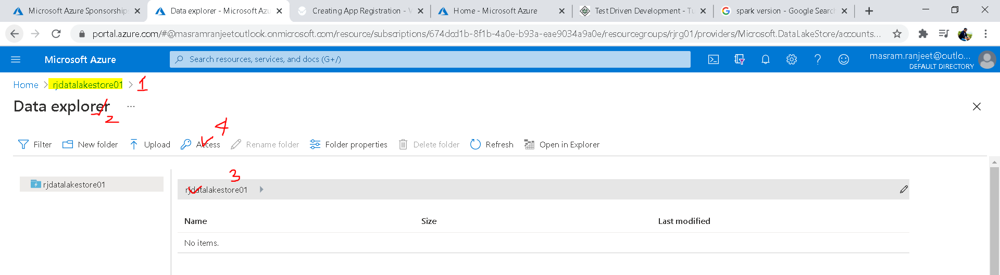 Microsoft Azure Sponsorship
Data explorer - Microsoft Azu
Creating App Registration - V
Home - Microsoft Azure
Test Driven Development - Tu
spark version - Google Search
portal.azure.com/#@masramranjeetoutlook.onmicrosoft.com/resource/subscriptions/674dcd1b-8f1b-4a0e-b93a-eae9034a9a0e/resourcegroups/rjrg01/providers/Microsoft.DataLakeStore/accounts...
Microsoft Azure
Search resources, services, and docs (G+/)
masram.ranjeet@outlo...
DEFAULT DIRECTORY
Home > rjdatalakestore01 > 1
Data explorer ...
2
4
Filter New folder Upload Access Rename folder Folder properties Delete folder Refresh Open in Explorer
3
rjdatalakestore01
rjdatalakestore01
Name Size Last modified
No items.